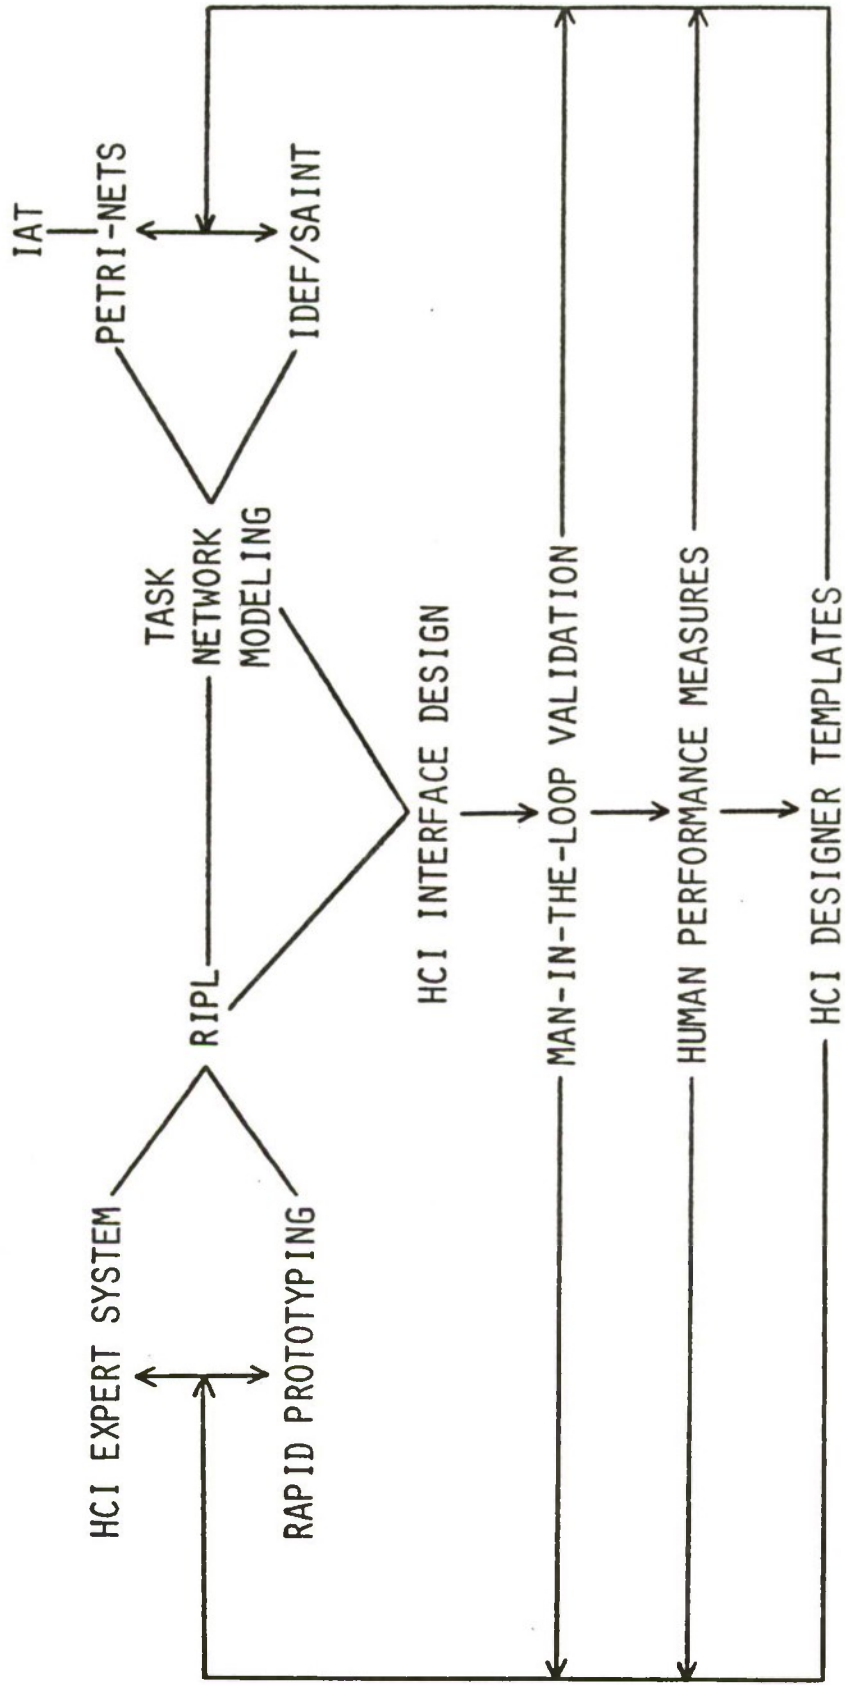 IAT
HCI EXPERT SYSTEM
PETRI-NETS
TASK
RIPL
NETWORK
MODELING
RAPID PROTOTYPING
IDEF/SAINT
HCI INTERFACE DESIGN
MAN-IN-THE-LOOP VALIDATION
HUMAN PERFORMANCE MEASURES
HCI DESIGNER TEMPLATES